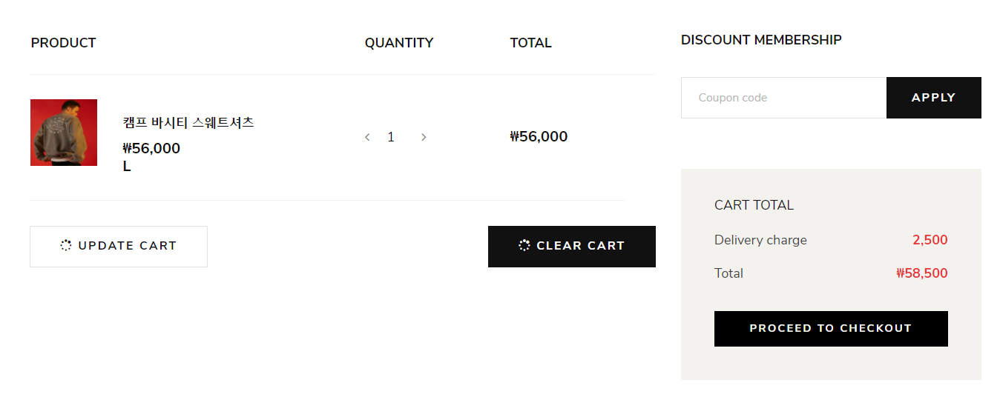 PRODUCT
QUANTITY
TOTAL
캠프 바시티 스웨트셔츠
₩56,000
L
1
₩56,000
UPDATE CART
CLEAR CART
DISCOUNT MEMBERSHIP
Coupon code
APPLY
CART TOTAL
Delivery charge 2,500
Total ₩58,500
PROCEED TO CHECKOUT